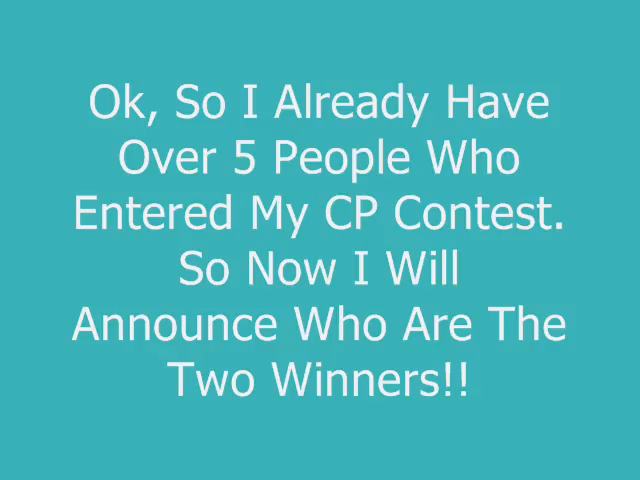 Ok, So I Already Have
Over 5 People Who
Entered My CP Contest.
So Now I Will
Announce Who Are The
Two Winners!!